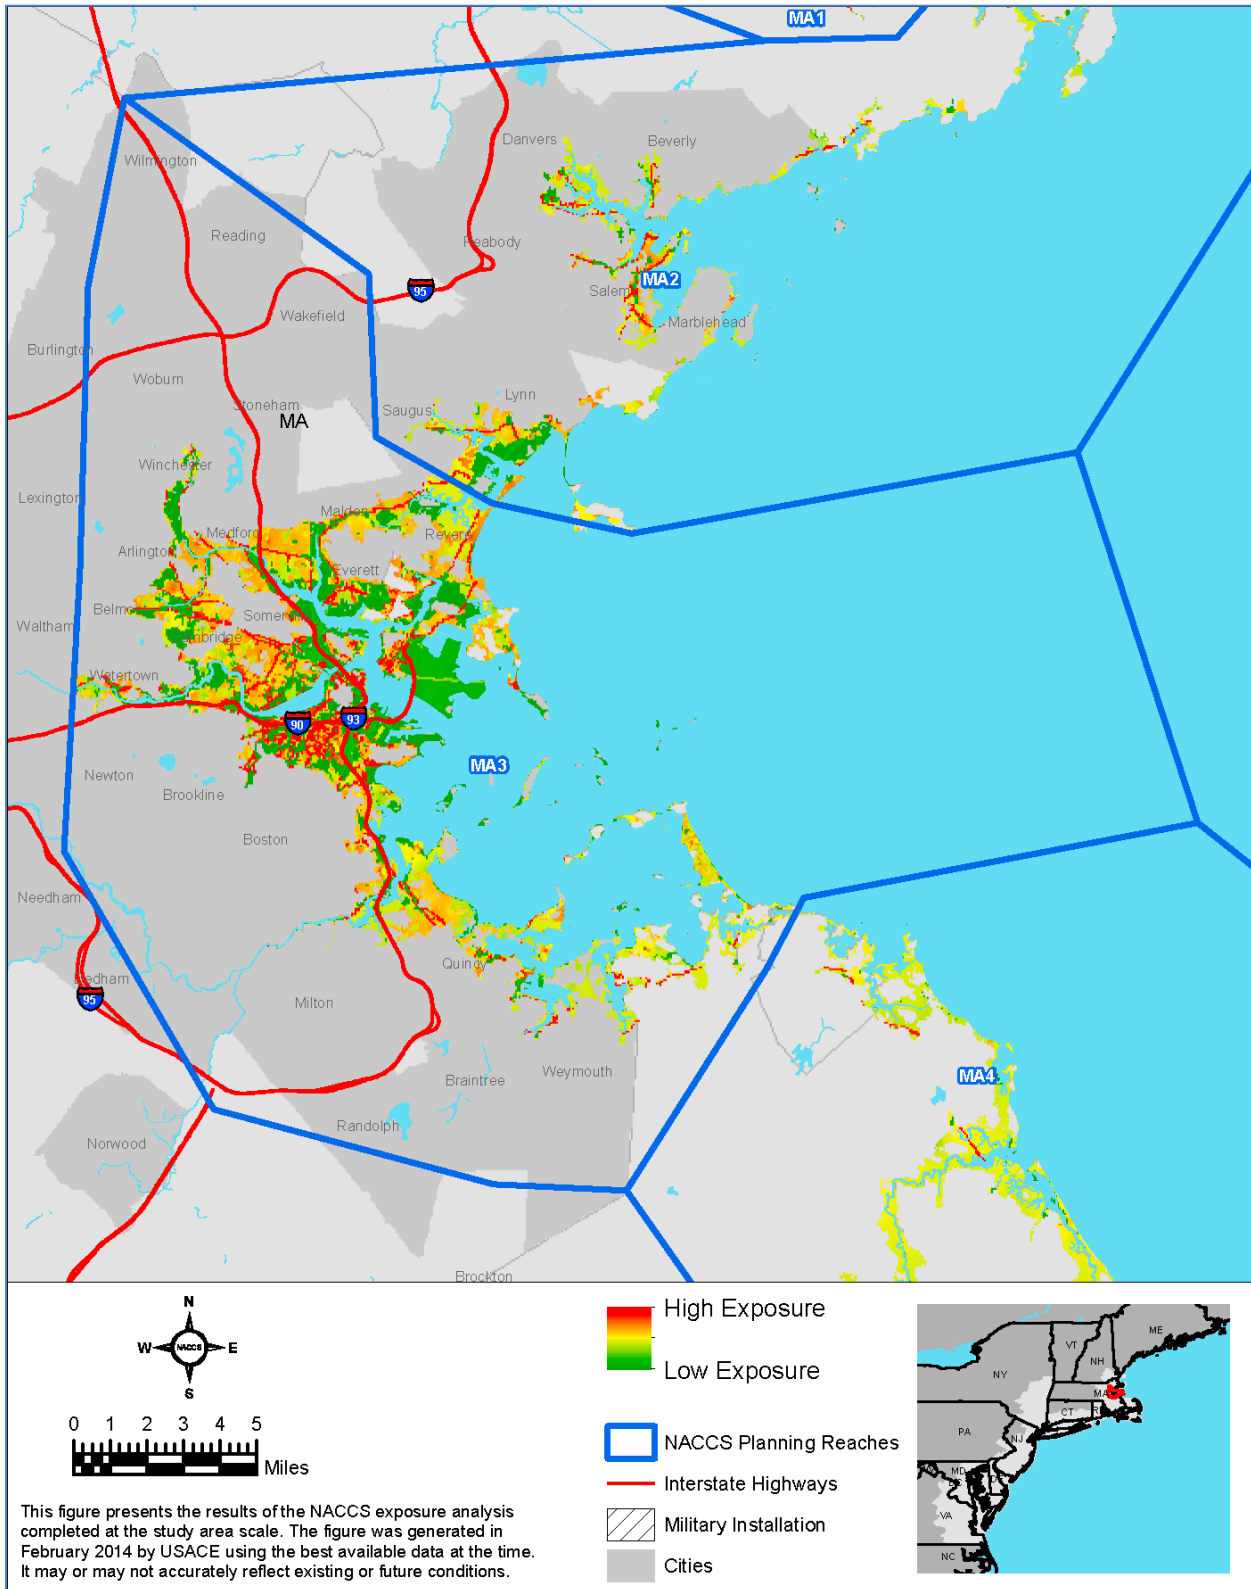 MA1
Danvers
Beverly
Wilmington
Reading
Peabody
95
Salem
MA2
Wakefield
Marblehead
Burlington
Woburn
Stoneham
MA
Saugus
Lynn
Winchester
Lexington
Malden
Medford
Revere
Arlington
Everett
Belmont
Waltham
Watertown
90
93
MA3
Newton
Brookline
Boston
Needham
Quincy
95
Milton
Weymouth
Braintree
MA4
Randolph
Norwood
Brockton
N
W NACCS E
S
0 1 2 3 4 5
Miles
This figure presents the results of the NACCS exposure analysis
completed at the study area scale. The figure was generated in
February 2014 by USACE using the best available data at the time.
It may or may not accurately reflect existing or future conditions.
High Exposure
Low Exposure
NACCS Planning Reaches
Interstate Highways
Military Installation
Cities
ME
VT
NH
NY
MA
CT
PA
NJ
MD
VA
NC